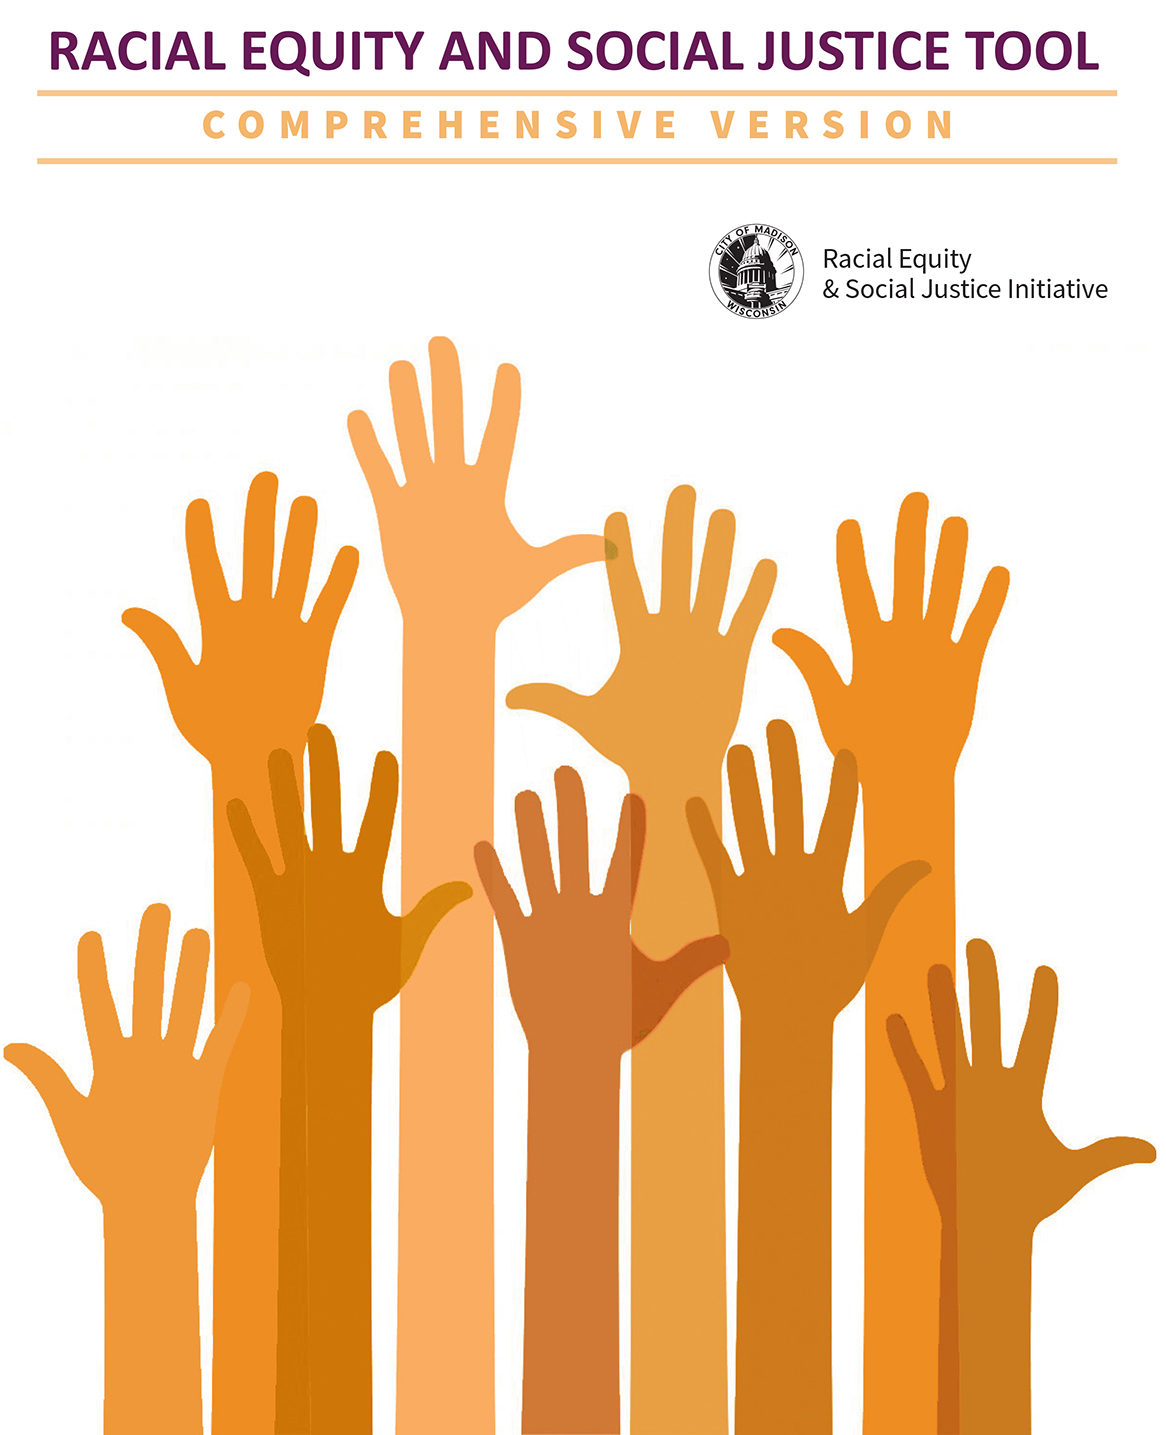 RACIAL EQUITY AND SOCIAL JUSTICE TOOL
COMPREHENSIVE VERSION
CITY OF MADISON
WISCONSIN
Racial Equity
& Social Justice Initiative